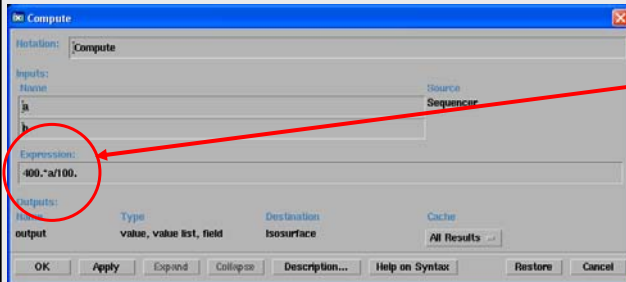 Compute
Notation: Compute
Inputs:
Name Source
a Sequencer
b
Expression:
400.*a/100.
Outputs:
Name Type Destination Cache
output value, value list, field Isosurface All Results
OK Apply Expand Collapse Description... Help on Syntax Restore Cancel